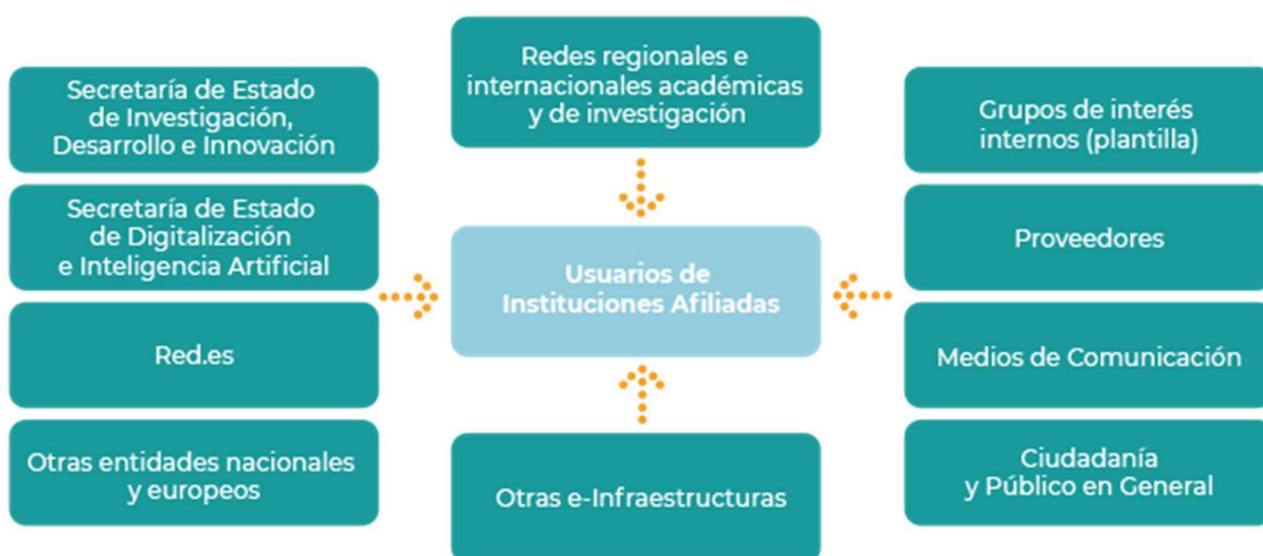 Secretaría de Estado
de Investigación,
Desarrollo e Innovación
Secretaría de Estado
de Digitalización
e Inteligencia Artificial
Red.es
Otras entidades nacionales
y europeos
Redes regionales e
internacionales académicas
y de investigación
Usuarios de
Instituciones Afiliadas
Otras e-Infraestructuras
Grupos de interés
internos (plantilla)
Proveedores
Medios de Comunicación
Ciudadanía
y Público en General